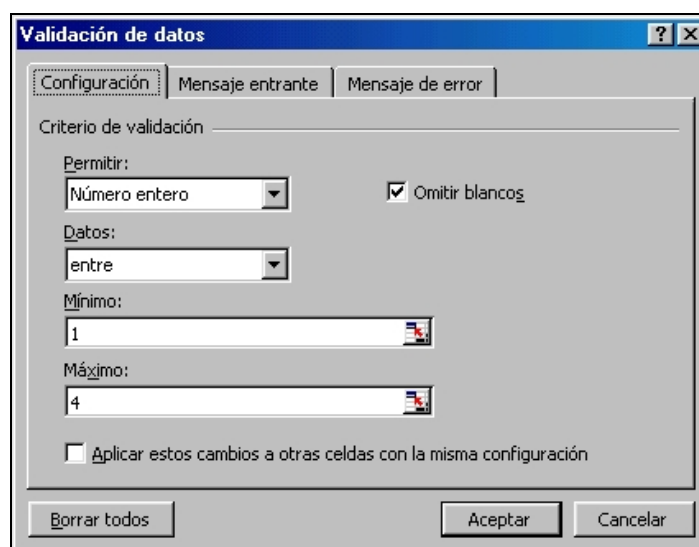 Validación de datos
Configuración Mensaje entrante Mensaje de error
Criterio de validación
Permitir:
Número entero Omitir blancos
Datos:
entre
Mínimo:
1
Máximo:
4
Aplicar estos cambios a otras celdas con la misma configuración
Borrar todos Aceptar Cancelar